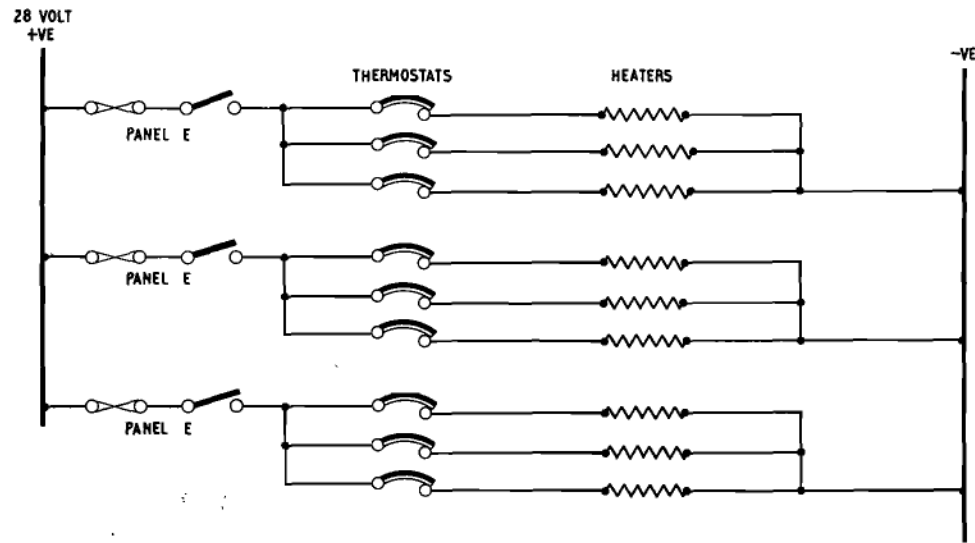 28 VOLT
+VE
-VE
THERMOSTATS
HEATERS
PANEL E
PANEL E
PANEL E